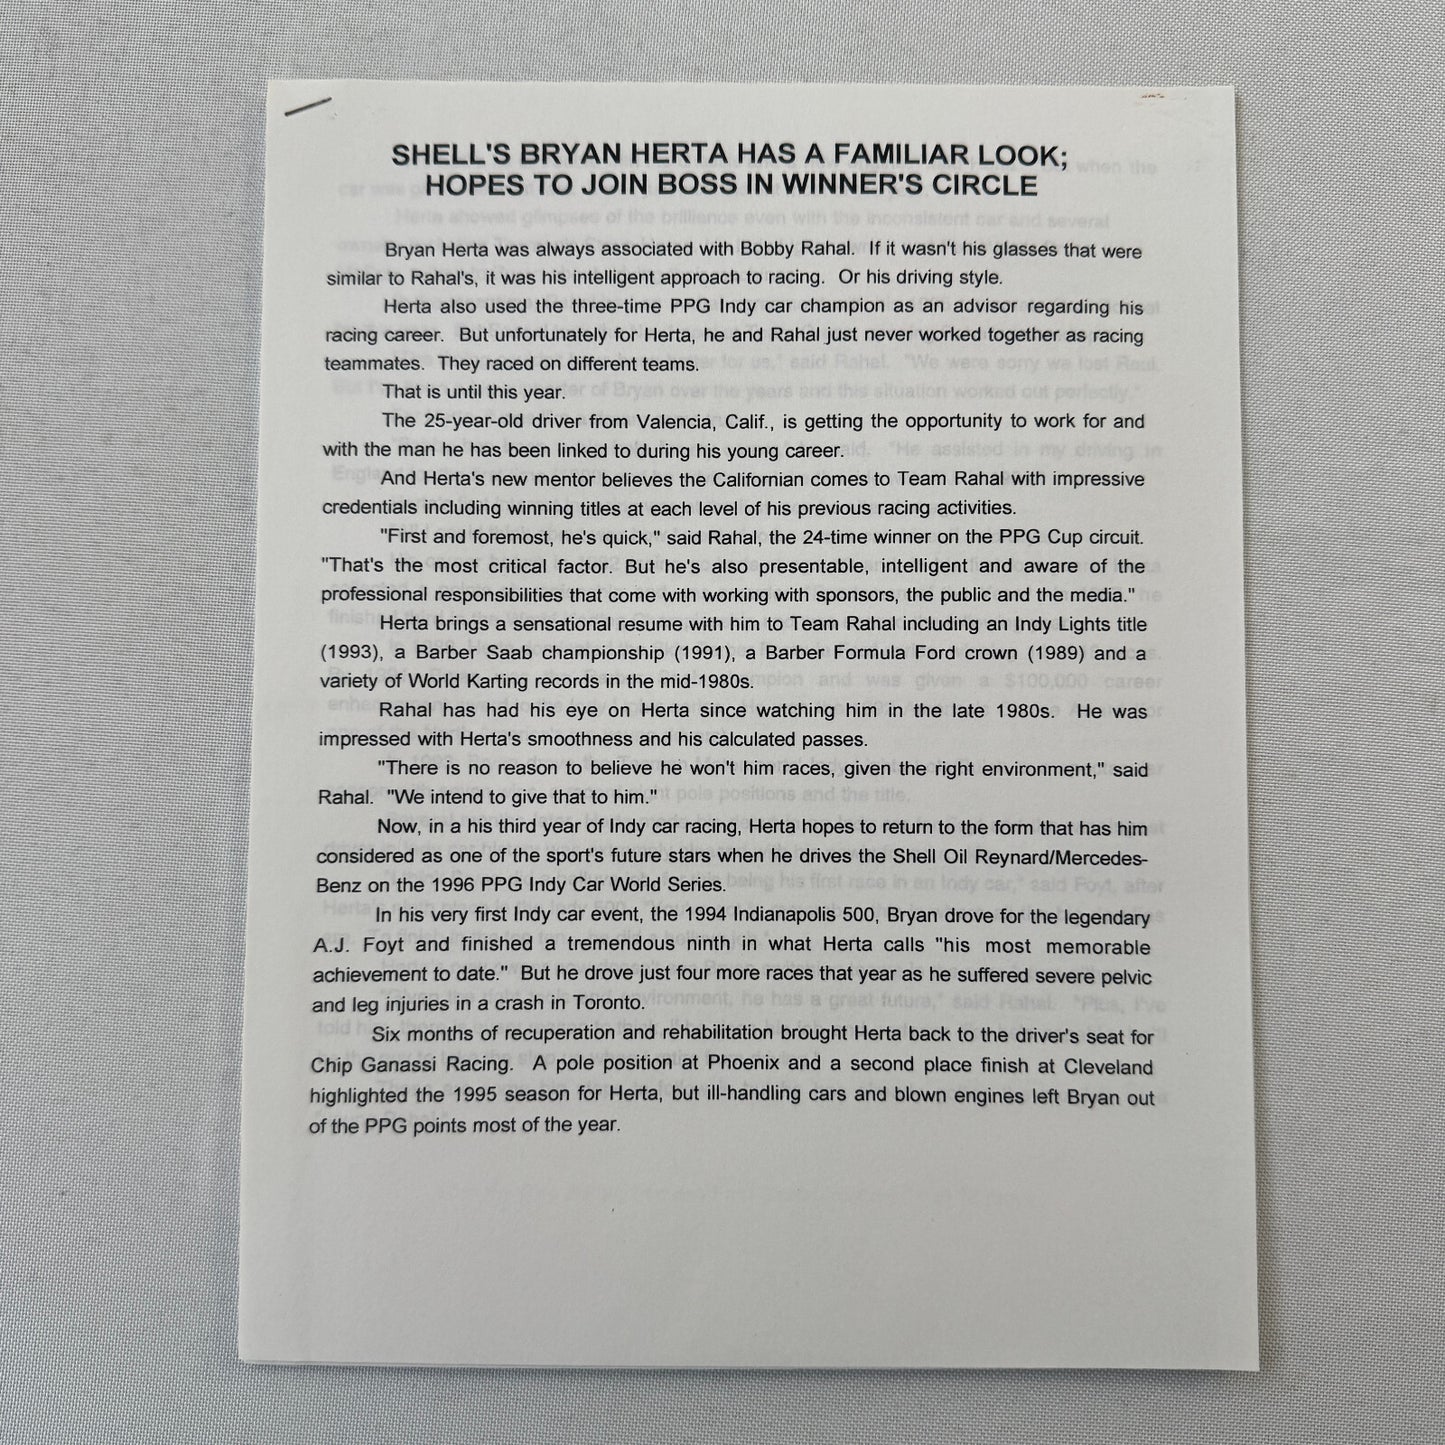 SHELL'S BRYAN HERTA HAS A FAMILIAR LOOK;
HOPES TO JOIN BOSS IN WINNER'S CIRCLE
Bryan Herta was always associated with Bobby Rahal. If it wasn't his glasses that were
similar to Rahal's, it was his intelligent approach to racing. Or his driving style.
Herta also used the three-time PPG Indy car champion as an advisor regarding his
racing career. But unfortunately for Herta, he and Rahal just never worked together as racing
teammates. They raced on different teams.
That is until this year.
The 25-year-old driver from Valencia, Calif., is getting the opportunity to work for and
with the man he has been linked to during his young career.
And Herta's new mentor believes the Californian comes to Team Rahal with impressive
credentials including winning titles at each level of his previous racing activities.
"First and foremost, he's quick," said Rahal, the 24-time winner on the PPG Cup circuit.
"That's the most critical factor. But he's also presentable, intelligent and aware of the
professional responsibilities that come with working with sponsors, the public and the media."
Herta brings a sensational resume with him to Team Rahal including an Indy Lights title
(1993), a Barber Saab championship (1991), a Barber Formula Ford crown (1989) and a
variety of World Karting records in the mid-1980s.
Rahal has had his eye on Herta since watching him in the late 1980s. He was
impressed with Herta's smoothness and his calculated passes.
"There is no reason to believe he won't him races, given the right environment," said
Rahal. "We intend to give that to him."
Now, in a his third year of Indy car racing, Herta hopes to return to the form that has him
considered as one of the sport's future stars when he drives the Shell Oil Reynard/Mercedes-
Benz on the 1996 PPG Indy Car World Series.
In his very first Indy car event, the 1994 Indianapolis 500, Bryan drove for the legendary
A.J. Foyt and finished a tremendous ninth in what Herta calls "his most memorable
achievement to date." But he drove just four more races that year as he suffered severe pelvic
and leg injuries in a crash in Toronto.
Six months of recuperation and rehabilitation brought Herta back to the driver's seat for
Chip Ganassi Racing. A pole position at Phoenix and a second place finish at Cleveland
highlighted the 1995 season for Herta, but ill-handling cars and blown engines left Bryan out
of the PPG points most of the year.